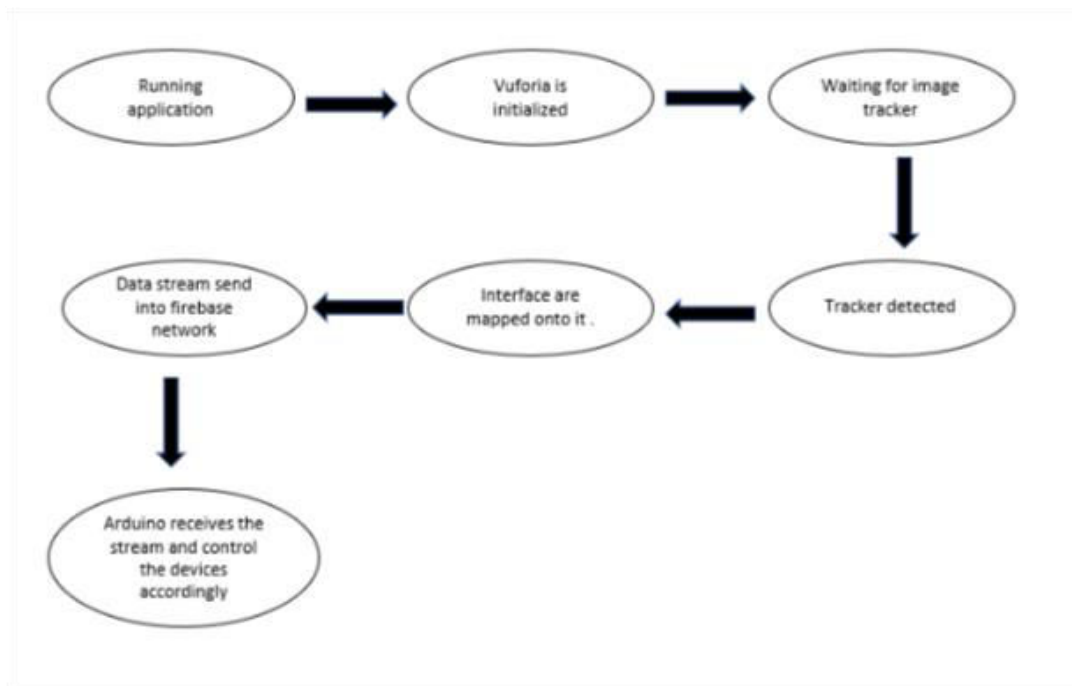 Running
application
Vuforia is
initialized
Waiting for image
tracker
Tracker detected
Interface are
mapped onto it .
Data stream send
into firebase
network
Arduino receives the
stream and control
the devices
accordingly